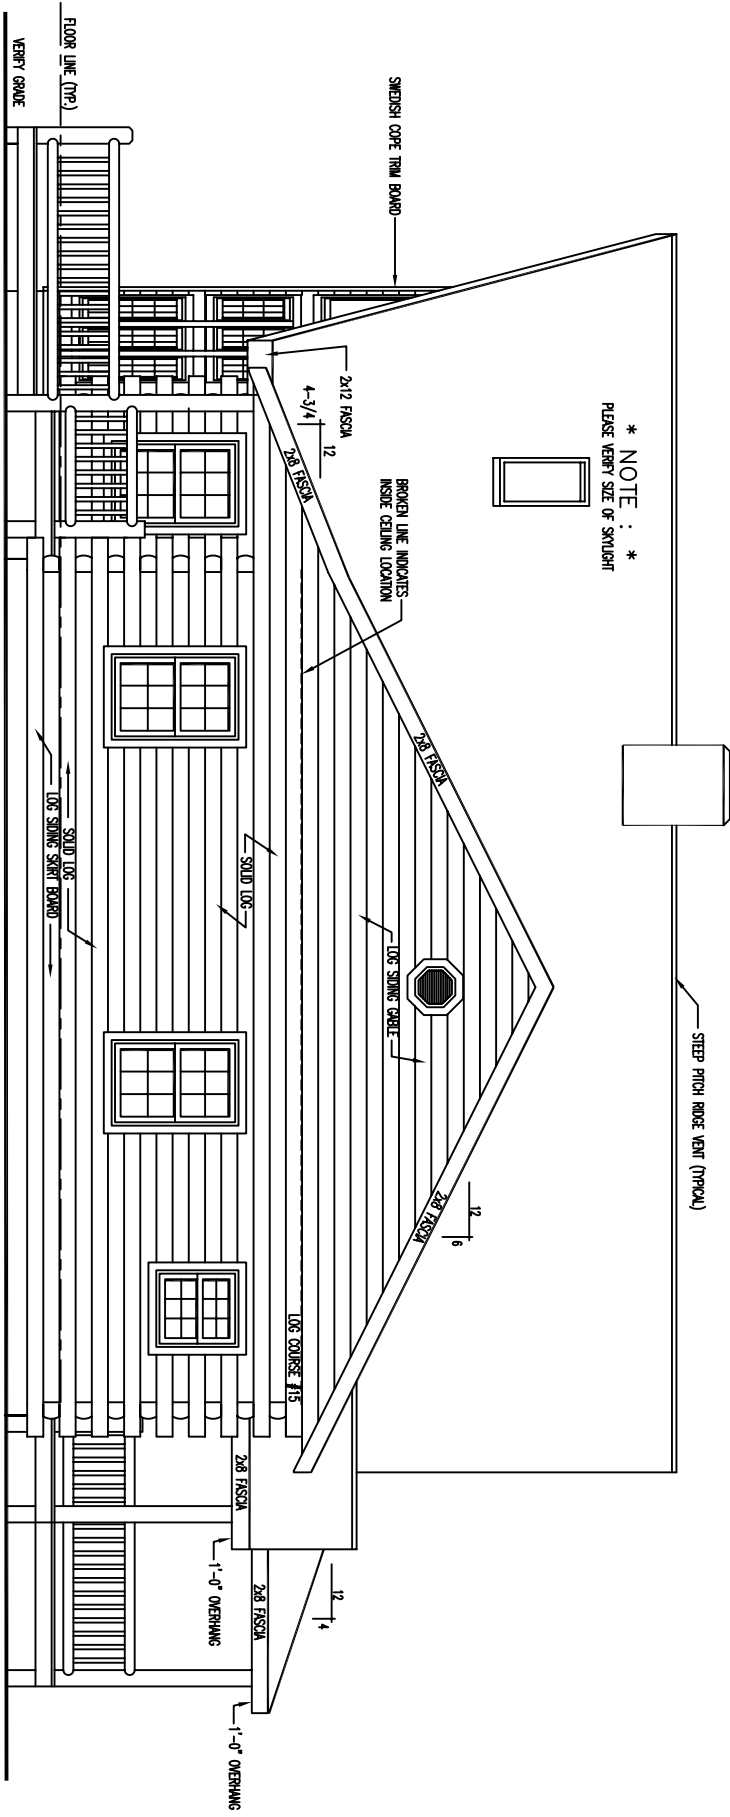 STEEP PITCH RIDGE VENT (TYPICAL)
* NOTE : *
PLEASE VERIFY SIZE OF SKYLIGHT
SWEDISH COPE TRIM BOARD
2x12 FASCIA
12
4-3/4
2x8 FASCIA
BROKEN LINE INDICATES
INSIDE CEILING LOCATION
2x8 FASCIA
LOG SIDING GABLE
12
6
2x8 FASCIA
SOLID LOG
LOG COURSE #15
12
4
2x8 FASCIA
2x8 FASCIA
1'-0" OVERHANG
1'-0" OVERHANG
FLOOR LINE (TYP.)
SOLID LOG
LOG SIDING SKIRT BOARD
VERIFY GRADE